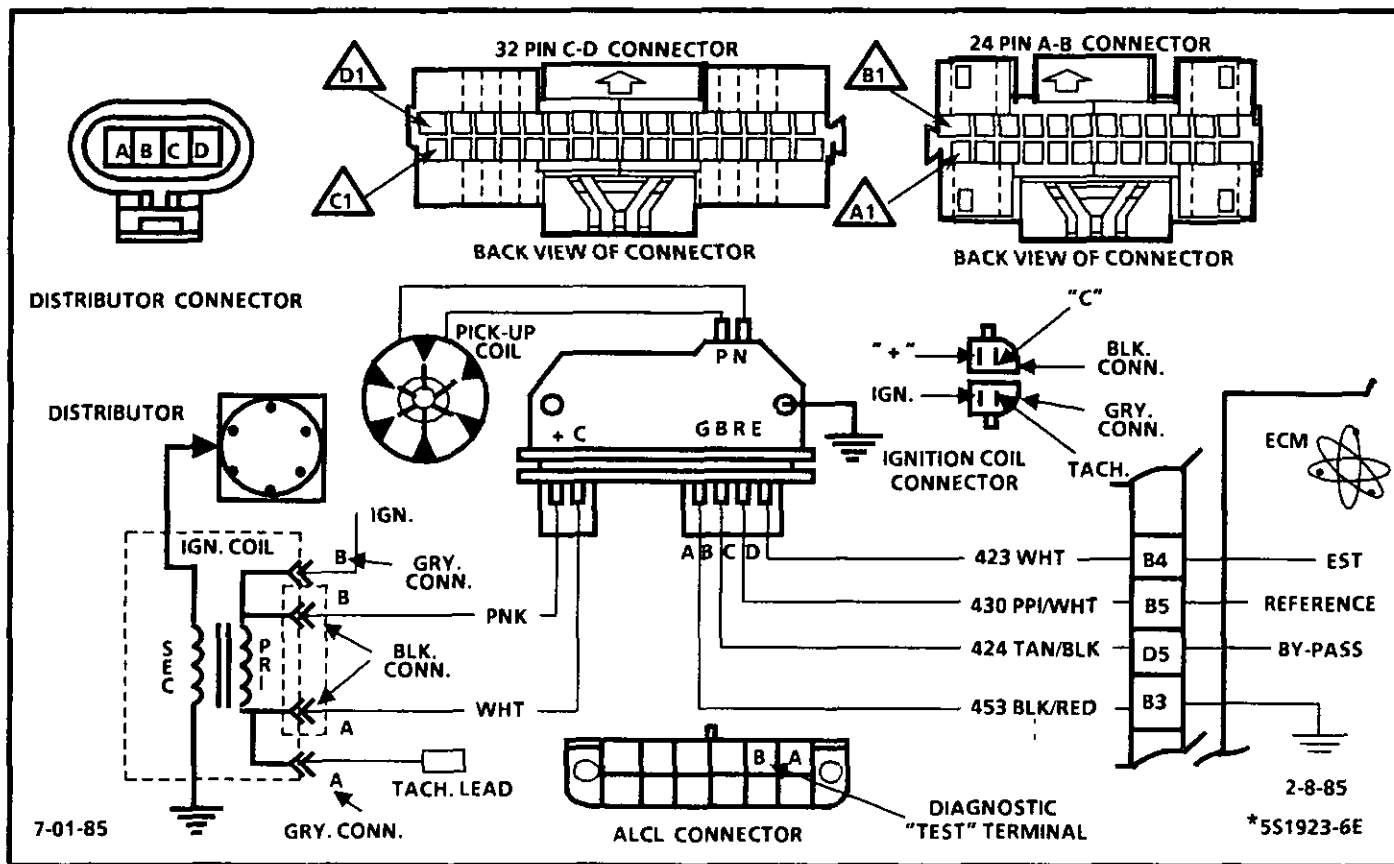 32 PIN C-D CONNECTOR
24 PIN A-B CONNECTOR
D1
B1
A B C D
C1
A1
BACK VIEW OF CONNECTOR
BACK VIEW OF CONNECTOR
DISTRIBUTOR CONNECTOR
"C"
PICK-UP
COIL
P N
"+"
BLK.
CONN.
DISTRIBUTOR
IGN.
GRY.
CONN.
+ C
G B R E
ECM
IGNITION COIL
CONNECTOR
TACH.
IGN.
IGN. COIL
B
GRY.
CONN.
A B C D
423 WHT
B4
EST
B
PNK
430 PPI/WHT
B5
REFERENCE
SEC
PRI
BLK.
CONN.
424 TAN/BLK
D5
BY-PASS
WHT
A
453 BLK/RED
B3
B A
A
TACH. LEAD
GRY. CONN.
ALCL CONNECTOR
DIAGNOSTIC
"TEST" TERMINAL
2-8-85
7-01-85
*5S1923-6E